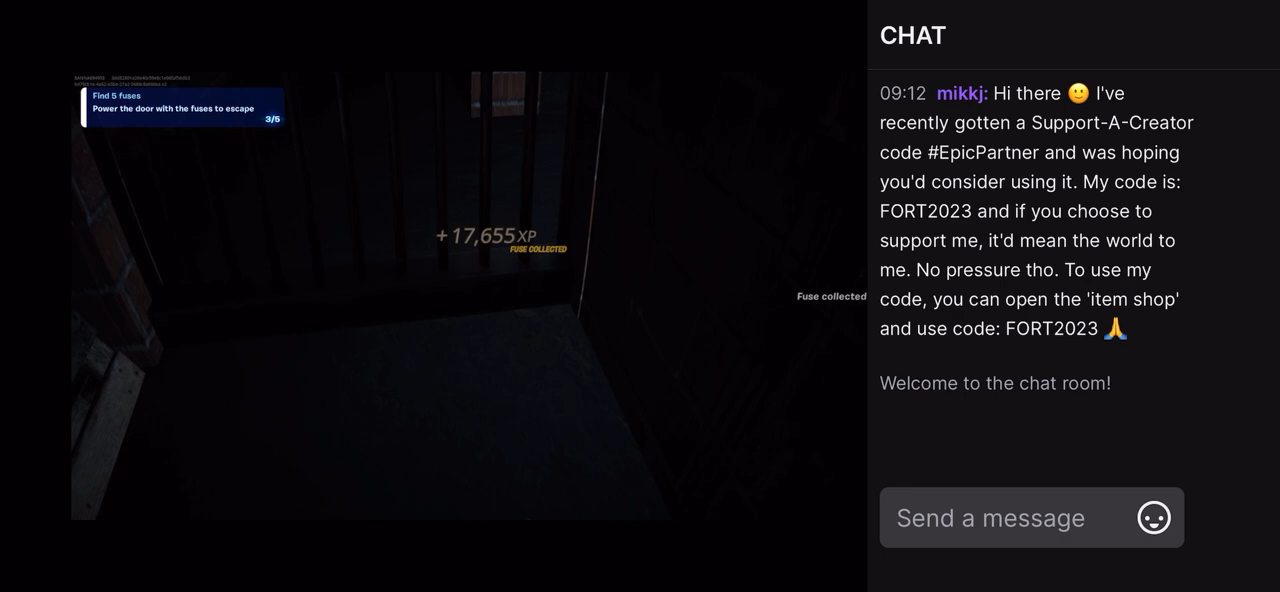 Find 5 fuses
Power the door with the fuses to escape
3/5
+ 17,655 XP
FUSE COLLECTED
Fuse collected
CHAT
09:12 mikkj: Hi there 🙂 I've
recently gotten a Support-A-Creator
code #EpicPartner and was hoping
you'd consider using it. My code is:
FORT2023 and if you choose to
support me, it'd mean the world to
me. No pressure tho. To use my
code, you can open the 'item shop'
and use code: FORT2023 🙏
Welcome to the chat room!
Send a message